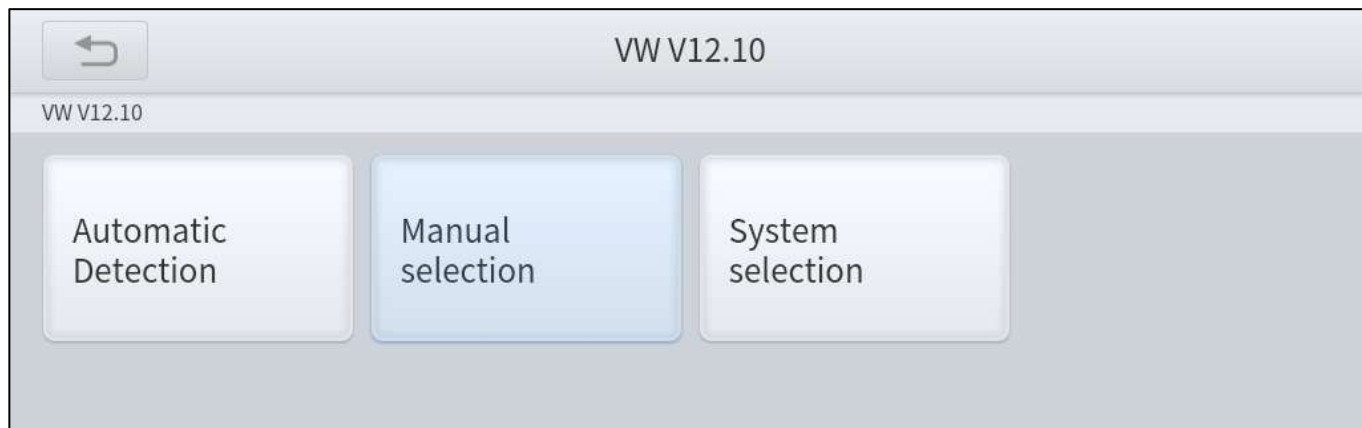 VW V12.10
VW V12.10
Automatic
Detection
Manual
selection
System
selection